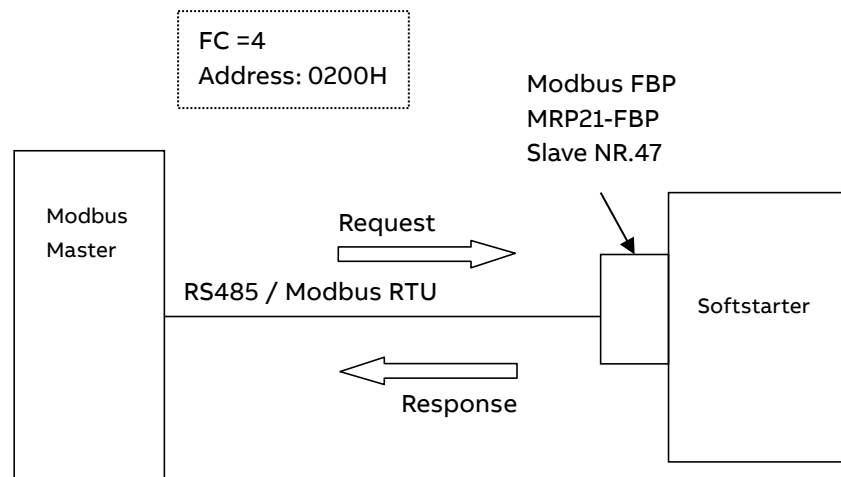 FC =4
Address: 0200H
Modbus FBP
MRP21-FBP
Slave NR.47
Modbus
Master
Request
RS485 / Modbus RTU
Softstarter
Response